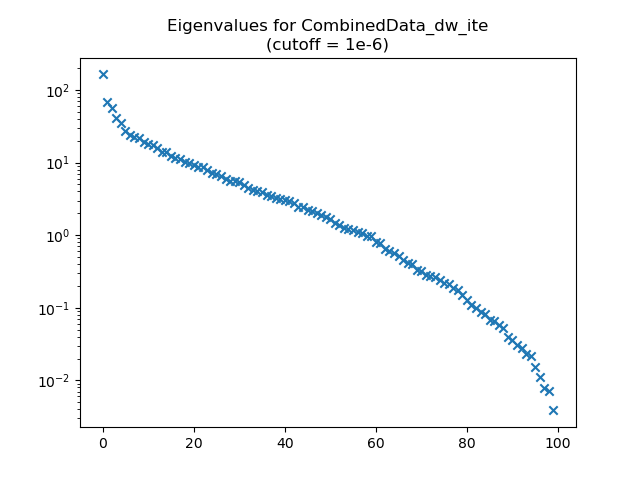 Eigenvalues for CombinedData_dw_ite
(cutoff = 1e-6)
10²
10¹
10⁰
10⁻¹
10⁻²
0 20 40 60 80 100